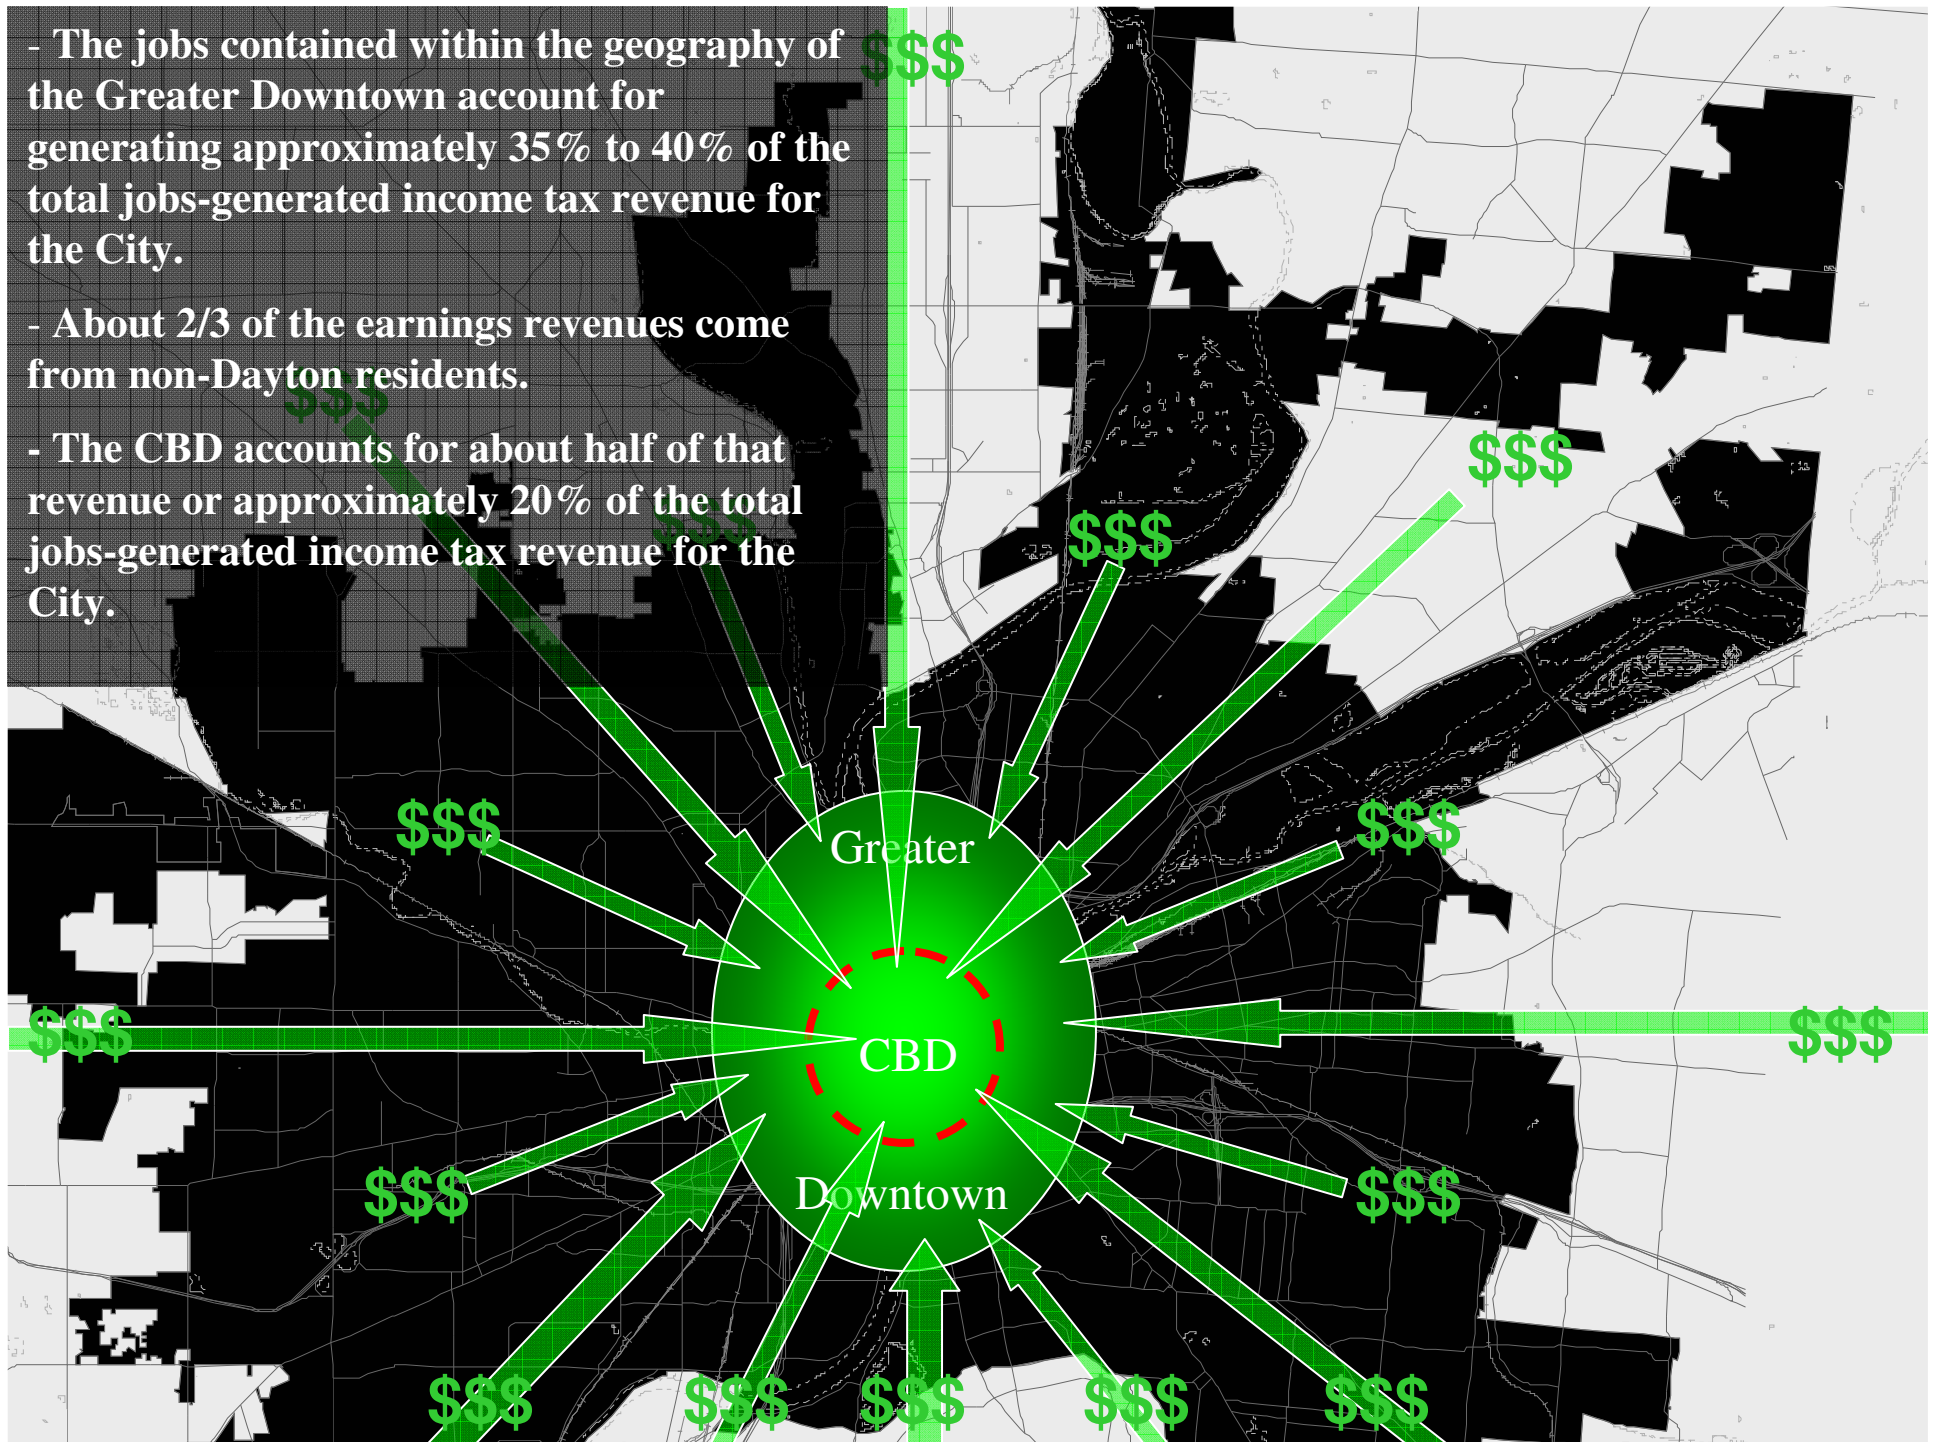 - The jobs contained within the geography of
the Greater Downtown account for
generating approximately 35% to 40% of the
total jobs-generated income tax revenue for
the City.
- About 2/3 of the earnings revenues come
from non-Dayton residents.
- The CBD accounts for about half of that
revenue or approximately 20% of the total
jobs-generated income tax revenue for the
City.
$$$
$$$
$$$
$$$
$$$
$$$
$$$
Greater
$$$
CBD
$$$
$$$
Downtown
$$$
$$$
$$$
$$$
$$$
$$